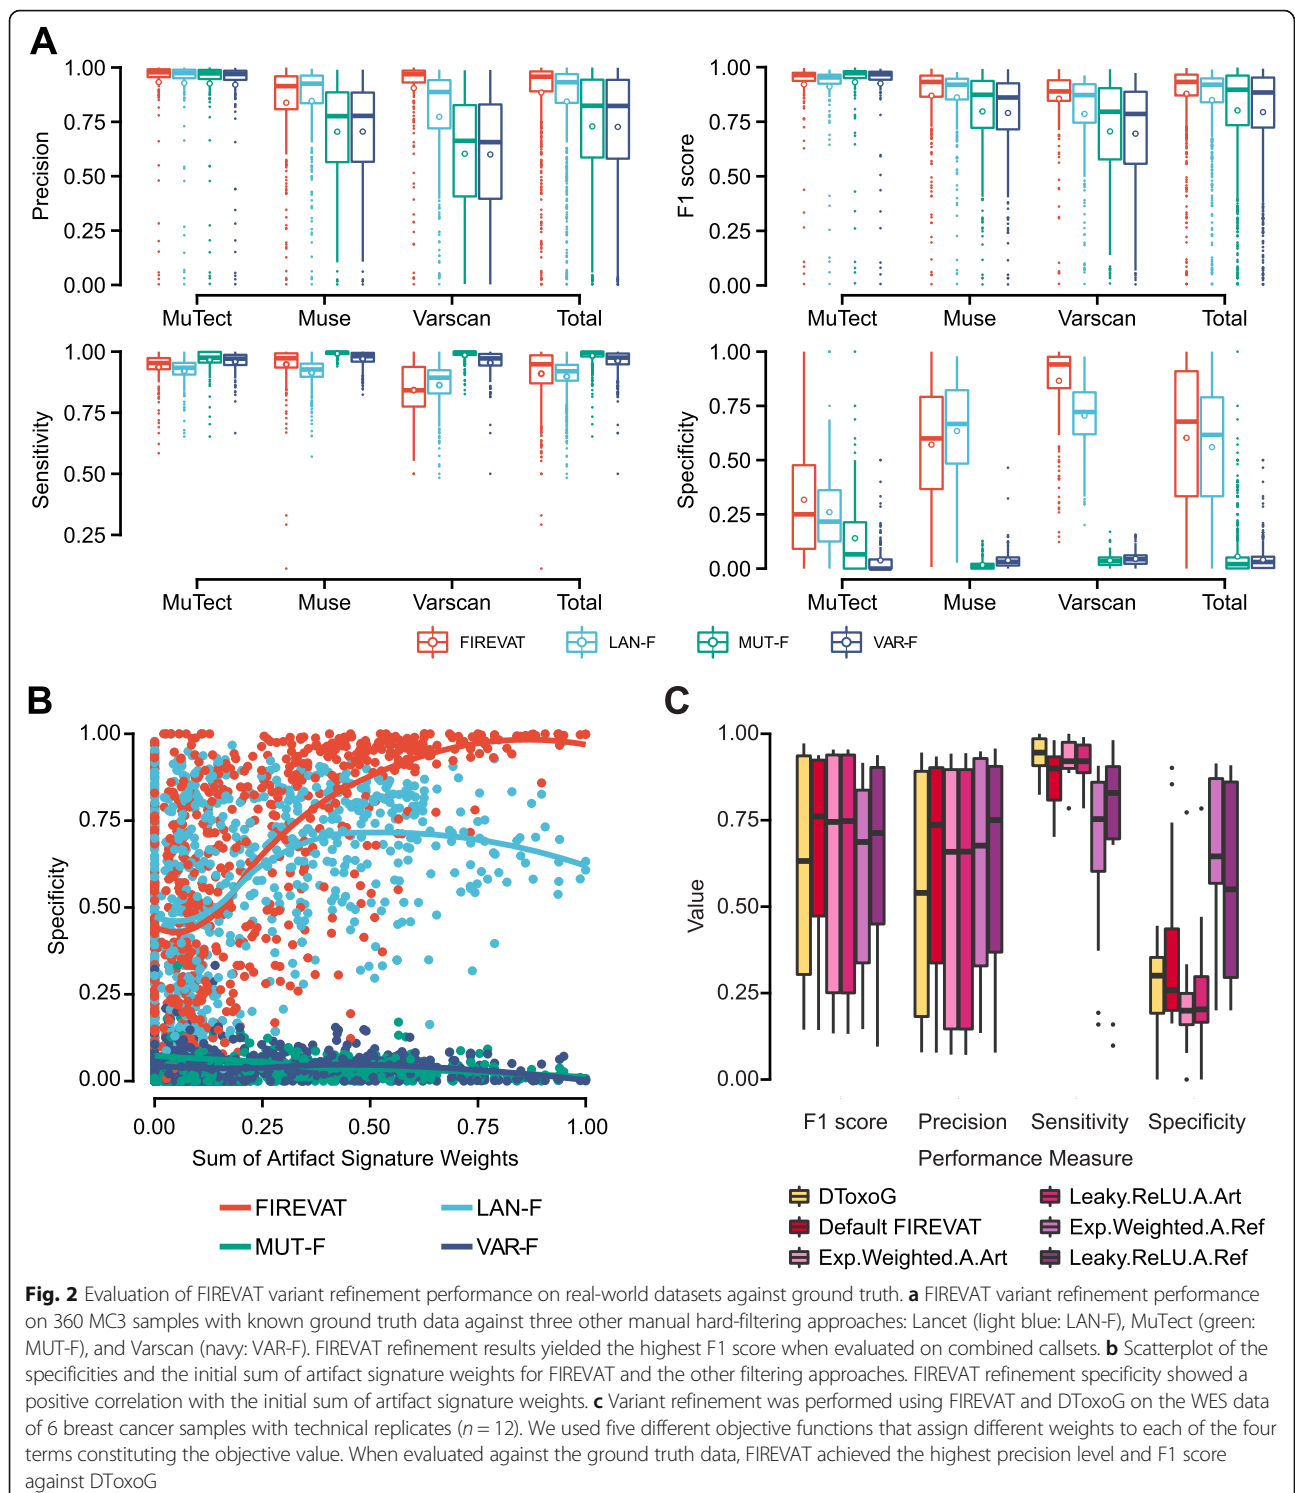 A
1.00
0.75
0.50
0.25
0.00
Precision
MuTect Muse Varscan Total
1.00
0.75
0.50
0.25
0.00
F1 score
MuTect Muse Varscan Total
1.00
0.75
0.50
0.25
Sensitivity
MuTect Muse Varscan Total
1.00
0.75
0.50
0.25
0.00
Specificity
MuTect Muse Varscan Total
FIREVAT LAN-F MUT-F VAR-F
B
1.00
0.75
0.50
0.25
0.00
Specificity
0.00 0.25 0.50 0.75 1.00
Sum of Artifact Signature Weights
FIREVAT LAN-F
MUT-F VAR-F
C
1.00
0.75
0.50
0.25
0.00
Value
F1 score Precision Sensitivity Specificity
Performance Measure
DToxoG Leaky.ReLU.A.Art
Default FIREVAT Exp.Weighted.A.Ref
Exp.Weighted.A.Art Leaky.ReLU.A.Ref
Fig. 2 Evaluation of FIREVAT variant refinement performance on real-world datasets against ground truth. a FIREVAT variant refinement performance
on 360 MC3 samples with known ground truth data against three other manual hard-filtering approaches: Lancet (light blue: LAN-F), MuTect (green:
MUT-F), and Varscan (navy: VAR-F). FIREVAT refinement results yielded the highest F1 score when evaluated on combined callsets. b Scatterplot of the
specificities and the initial sum of artifact signature weights for FIREVAT and the other filtering approaches. FIREVAT refinement specificity showed a
positive correlation with the initial sum of artifact signature weights. c Variant refinement was performed using FIREVAT and DToxoG on the WES data
of 6 breast cancer samples with technical replicates (n = 12). We used five different objective functions that assign different weights to each of the four
terms constituting the objective value. When evaluated against the ground truth data, FIREVAT achieved the highest precision level and F1 score
against DToxoG